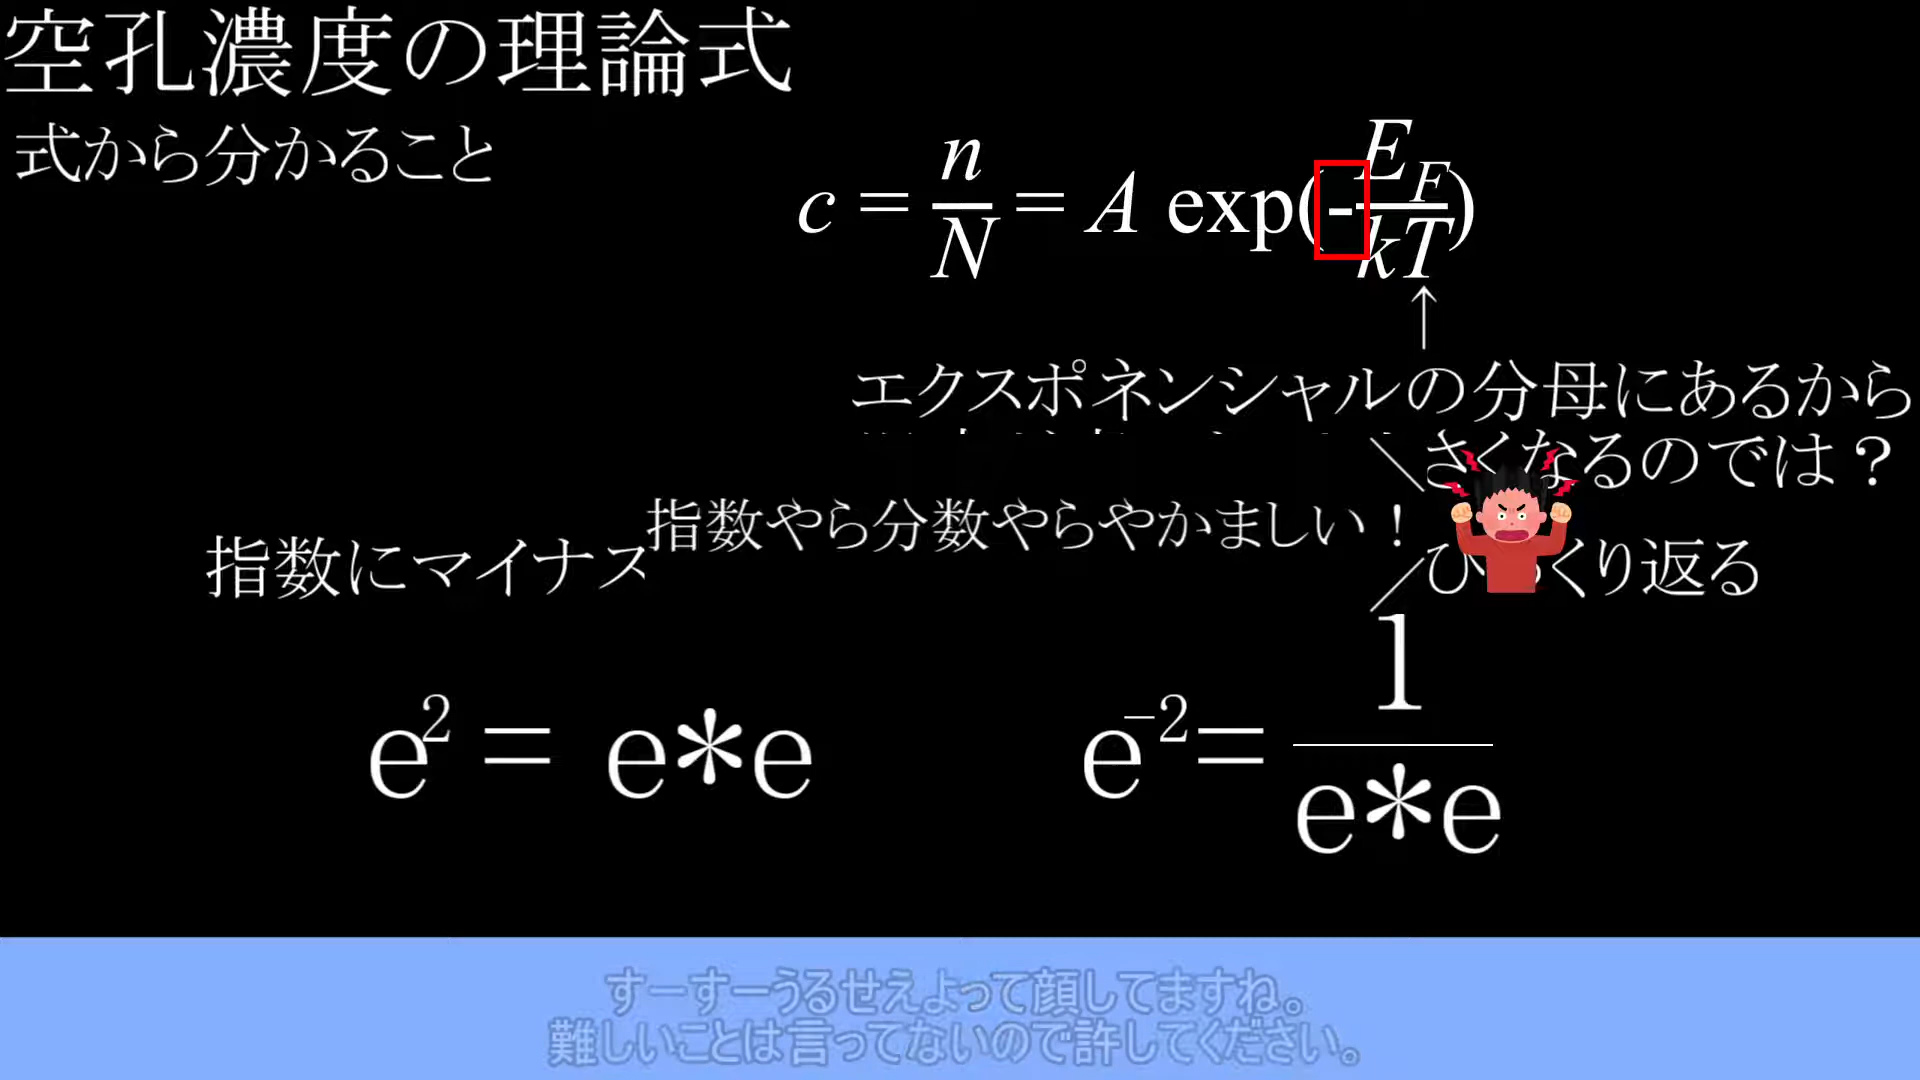 空孔濃度の理論式
式から分かること
c = n/N = A exp(-E_F/kT)
↑
エクスポネンシャルの分母にあるから
さくなるのでは？
指数やら分数やらやかましい！
指数にマイナス
ひ くり返る
e² = e*e
e⁻² = 1/e*e
すーすーうるせえよって顔してますね。
難しいことは言ってないので許してください。